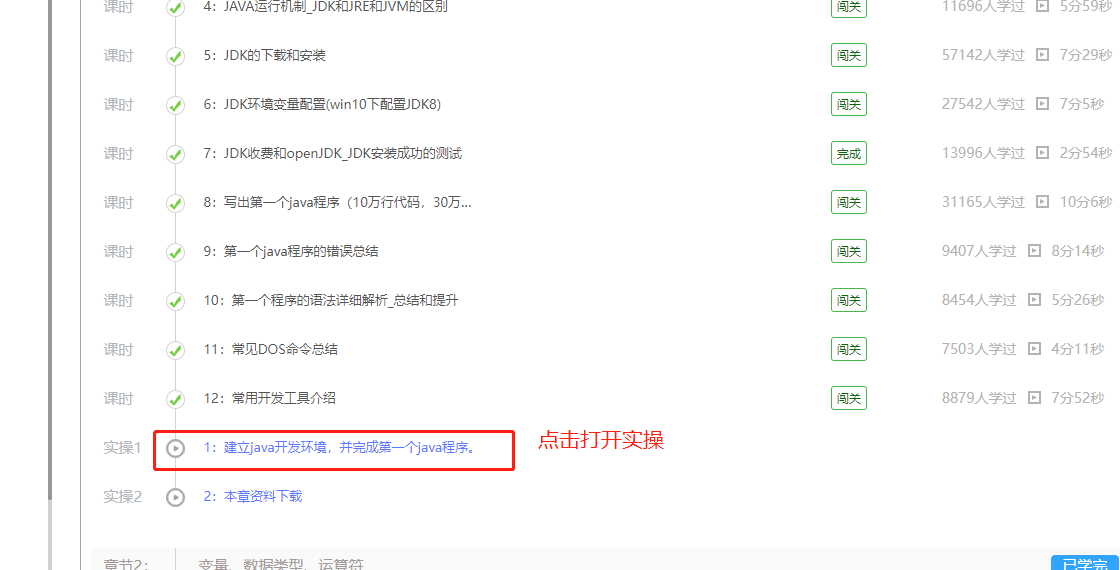 课时 4：JAVA运行机制_JDK和JRE和JVM的区别 闯关 11696人学过 5分59秒
课时 5：JDK的下载和安装 闯关 57142人学过 7分29秒
课时 6：JDK环境变量配置(win10下配置JDK8) 闯关 27542人学过 7分5秒
课时 7：JDK收费和openJDK_JDK安装成功的测试 完成 13996人学过 2分54秒
课时 8：写出第一个java程序（10万行代码，30万... 闯关 31165人学过 10分6秒
课时 9：第一个java程序的错误总结 闯关 9407人学过 8分14秒
课时 10：第一个程序的语法详细解析_总结和提升 闯关 8454人学过 5分26秒
课时 11：常见DOS命令总结 闯关 7503人学过 4分11秒
课时 12：常用开发工具介绍 闯关 8879人学过 7分52秒
实操1 1：建立java开发环境，并完成第一个java程序。 点击打开实操
实操2 2：本章资料下载
章节2： 变量、数据类型、运算符 已学完